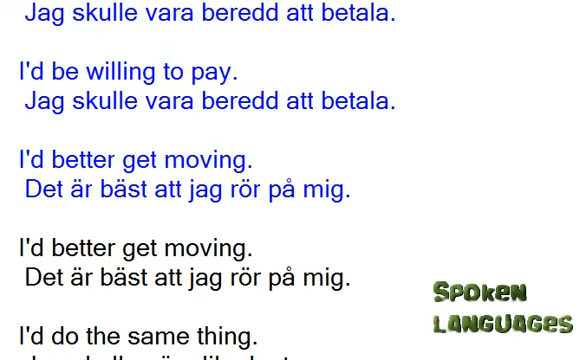 Jag skulle vara beredd att betala.
I'd be willing to pay.
Jag skulle vara beredd att betala.
I'd better get moving.
Det är bäst att jag rör på mig.
I'd better get moving.
Det är bäst att jag rör på mig.
I'd do the same thing.
Spoken
Languages